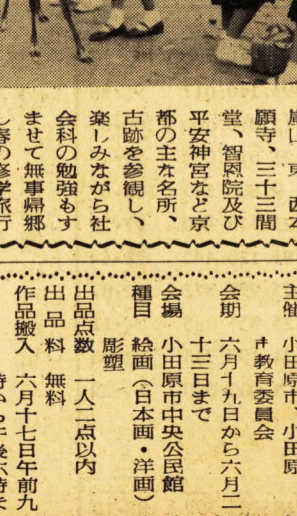 願寺、三十三間
堂、智恩院及び
平安神宮など京
都の主な名所、
古跡を参観し、
楽しみながら社
会科の勉強もす
ませて無事帰郷
主催 小田原市、小田原
市教育委員会
会期 六月十九日から六月二
十三日まで
会場 小田原市中央公民館
種目 絵画(日本画・洋画)
彫塑
出品点数 一人二点以内
出品料 無料
作品搬入 六月十七日午前九